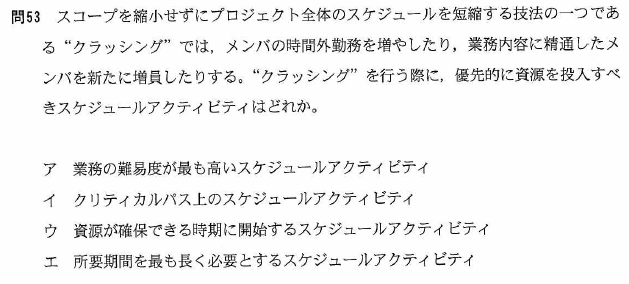 問53 スコープを縮小せずにプロジェクト全体のスケジュールを短縮する技法の一つであ
る“クラッシング”では，メンバの時間外勤務を増やしたり，業務内容に精通したメ
ンバを新たに増員したりする。“クラッシング”を行う際に，優先的に資源を投入すべ
きスケジュールアクティビティはどれか。
ア 業務の難易度が最も高いスケジュールアクティビティ
イ クリティカルパス上のスケジュールアクティビティ
ウ 資源が確保できる時期に開始するスケジュールアクティビティ
エ 所要期間を最も長く必要とするスケジュールアクティビティ